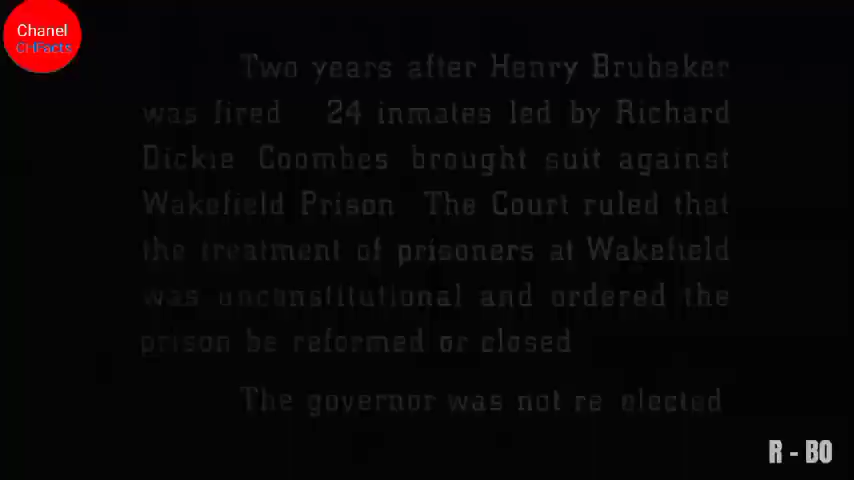 Chanel
CHFacts
Two years after Henry Brubaker
was fired 24 inmates led by Richard
Dickie Coombes brought suit against
Wakefield Prison The Court ruled that
the treatment of prisoners at Wakefield
was unconstitutional and ordered the
prison be reformed or closed
The governor was not re elected
R - BO